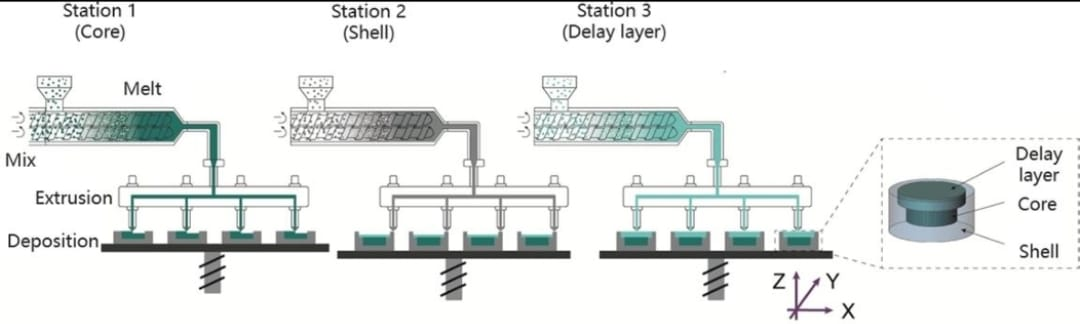 Station 1
(Core)
Station 2
(Shell)
Station 3
(Delay layer)
Melt
Mix
Extrusion
Deposition
Delay
layer
Core
Shell
Z
Y
X